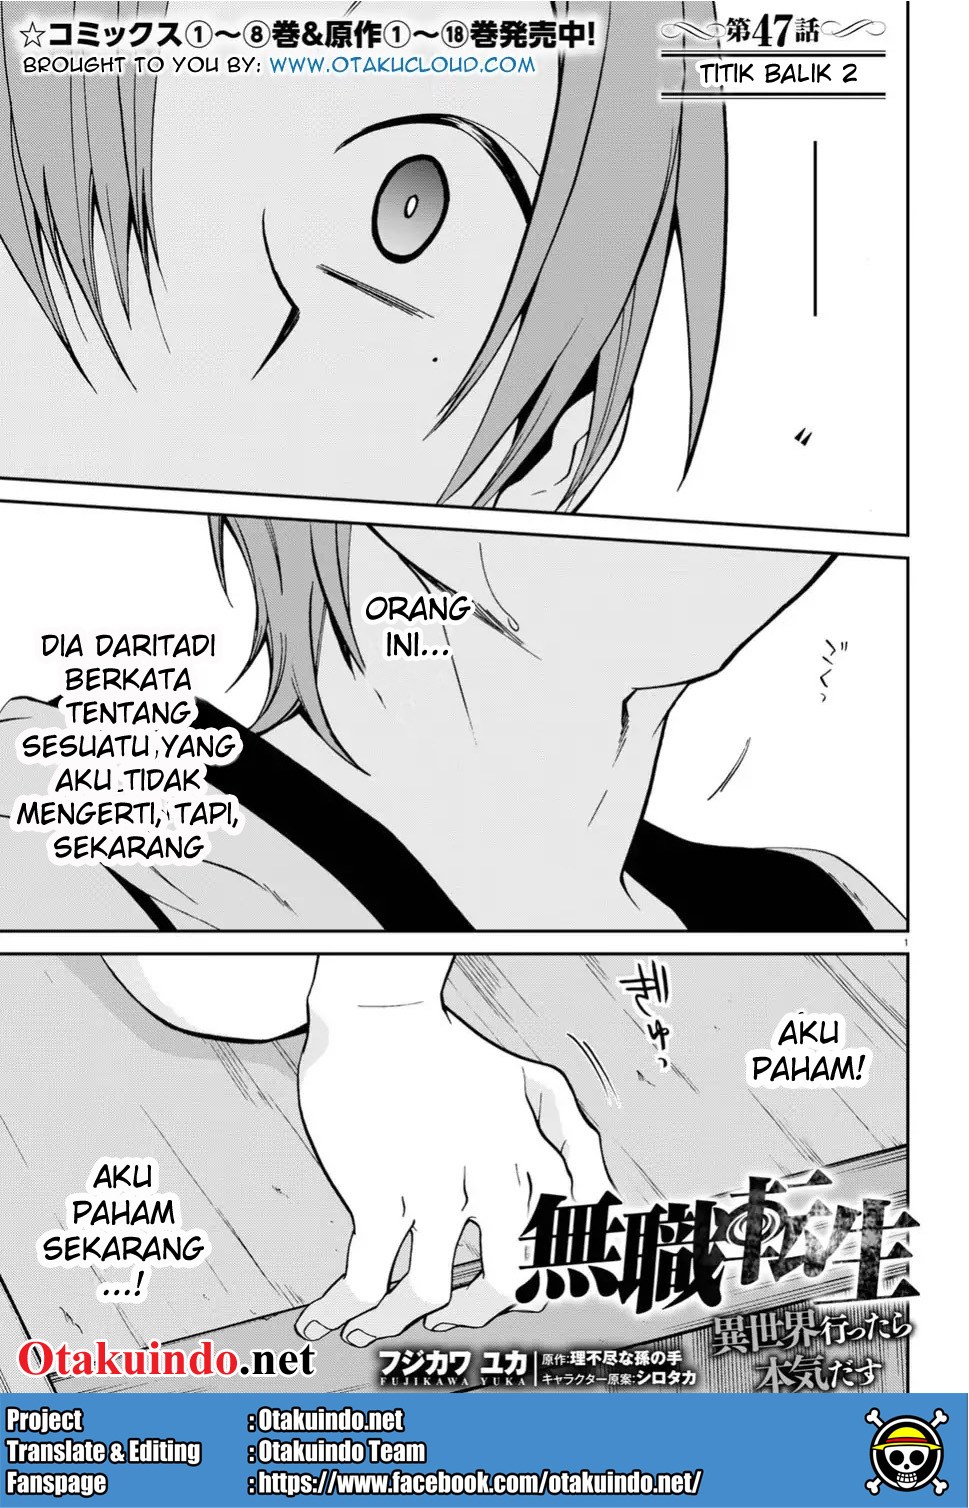 ☆コミックス①〜⑧巻&原作①〜⑱巻発売中!
BROUGHT TO YOU BY: WWW.OTAKUCLOUD.COM
第47話
TITIK BALIK 2
ORANG
INI...
DIA DARITADI
BERKATA
TENTANG
SESUATU YANG
AKU TIDAK
MENGERTI, TAPI,
SEKARANG
1
ぎゅっ
AKU
PAHAM!
AKU
PAHAM
SEKARANG
...!
無職転生
異世界行ったら
本気だす
フジカワ ユカ
FUJIKAWA YUKA
原作:理不尽な孫の手
キャラクター原案:シロタカ
Otakuindo.net
Project : Otakuindo.net
Translate & Editing : Otakuindo Team
Fanspage : https://www.facebook.com/otakuindo.net/